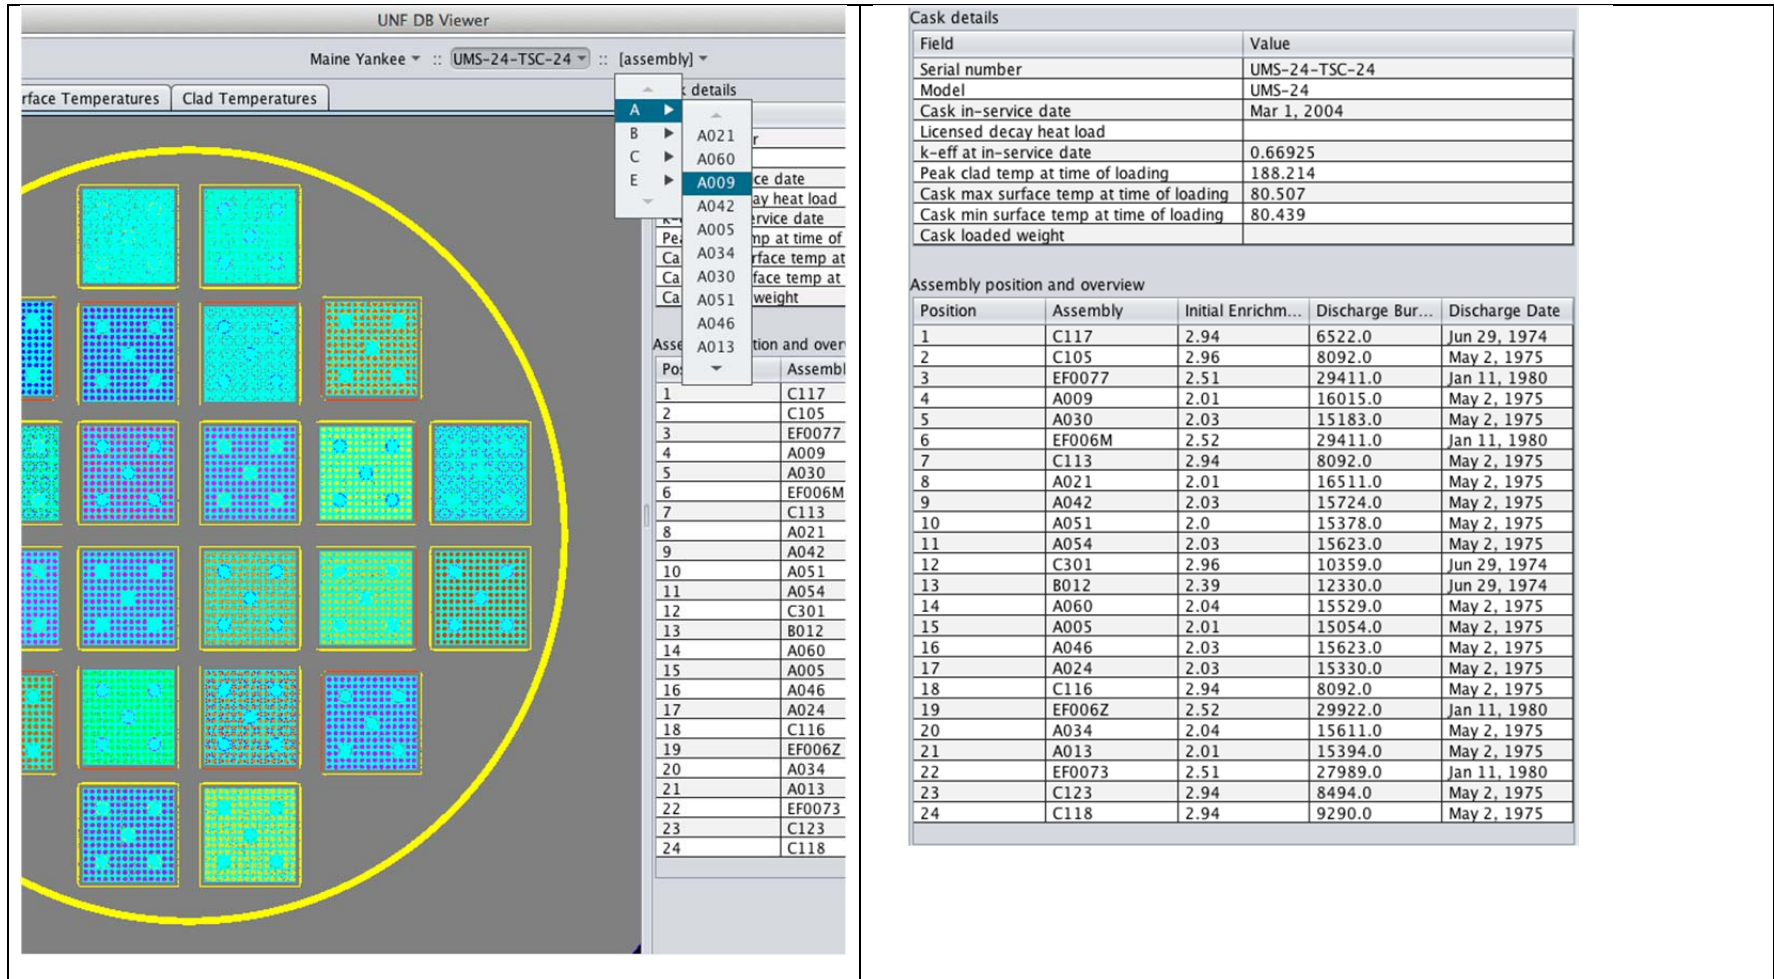 UNF DB Viewer
Maine Yankee :: UMS-24-TSC-24 :: [assembly]
rface Temperatures Clad Temperatures
A
B
C
E
A021
A060
A009
A042
A005
A034
A030
A051
A046
A013
details
r
ce date
ay heat load
ervice date
Pea mp at time of
Ca rface temp at
Ca face temp at
Ca weight
Asse tion and over
Pos Assembl
1 C117
2 C105
3 EF0077
4 A009
5 A030
6 EF006M
7 C113
8 A021
9 A042
10 A051
11 A054
12 C301
13 B012
14 A060
15 A005
16 A046
17 A024
18 C116
19 EF006Z
20 A034
21 A013
22 EF0073
23 C123
24 C118
Cask details
Field Value
Serial number UMS-24-TSC-24
Model UMS-24
Cask in-service date Mar 1, 2004
Licensed decay heat load
k-eff at in-service date 0.66925
Peak clad temp at time of loading 188.214
Cask max surface temp at time of loading 80.507
Cask min surface temp at time of loading 80.439
Cask loaded weight
Assembly position and overview
Position Assembly Initial Enrichm... Discharge Bur... Discharge Date
1 C117 2.94 6522.0 Jun 29, 1974
2 C105 2.96 8092.0 May 2, 1975
3 EF0077 2.51 29411.0 Jan 11, 1980
4 A009 2.01 16015.0 May 2, 1975
5 A030 2.03 15183.0 May 2, 1975
6 EF006M 2.52 29411.0 Jan 11, 1980
7 C113 2.94 8092.0 May 2, 1975
8 A021 2.01 16511.0 May 2, 1975
9 A042 2.03 15724.0 May 2, 1975
10 A051 2.0 15378.0 May 2, 1975
11 A054 2.03 15623.0 May 2, 1975
12 C301 2.96 10359.0 Jun 29, 1974
13 B012 2.39 12330.0 Jun 29, 1974
14 A060 2.04 15529.0 May 2, 1975
15 A005 2.01 15054.0 May 2, 1975
16 A046 2.03 15623.0 May 2, 1975
17 A024 2.03 15330.0 May 2, 1975
18 C116 2.94 8092.0 May 2, 1975
19 EF006Z 2.52 29922.0 Jan 11, 1980
20 A034 2.04 15611.0 May 2, 1975
21 A013 2.01 15394.0 May 2, 1975
22 EF0073 2.51 27989.0 Jan 11, 1980
23 C123 2.94 8494.0 May 2, 1975
24 C118 2.94 9290.0 May 2, 1975